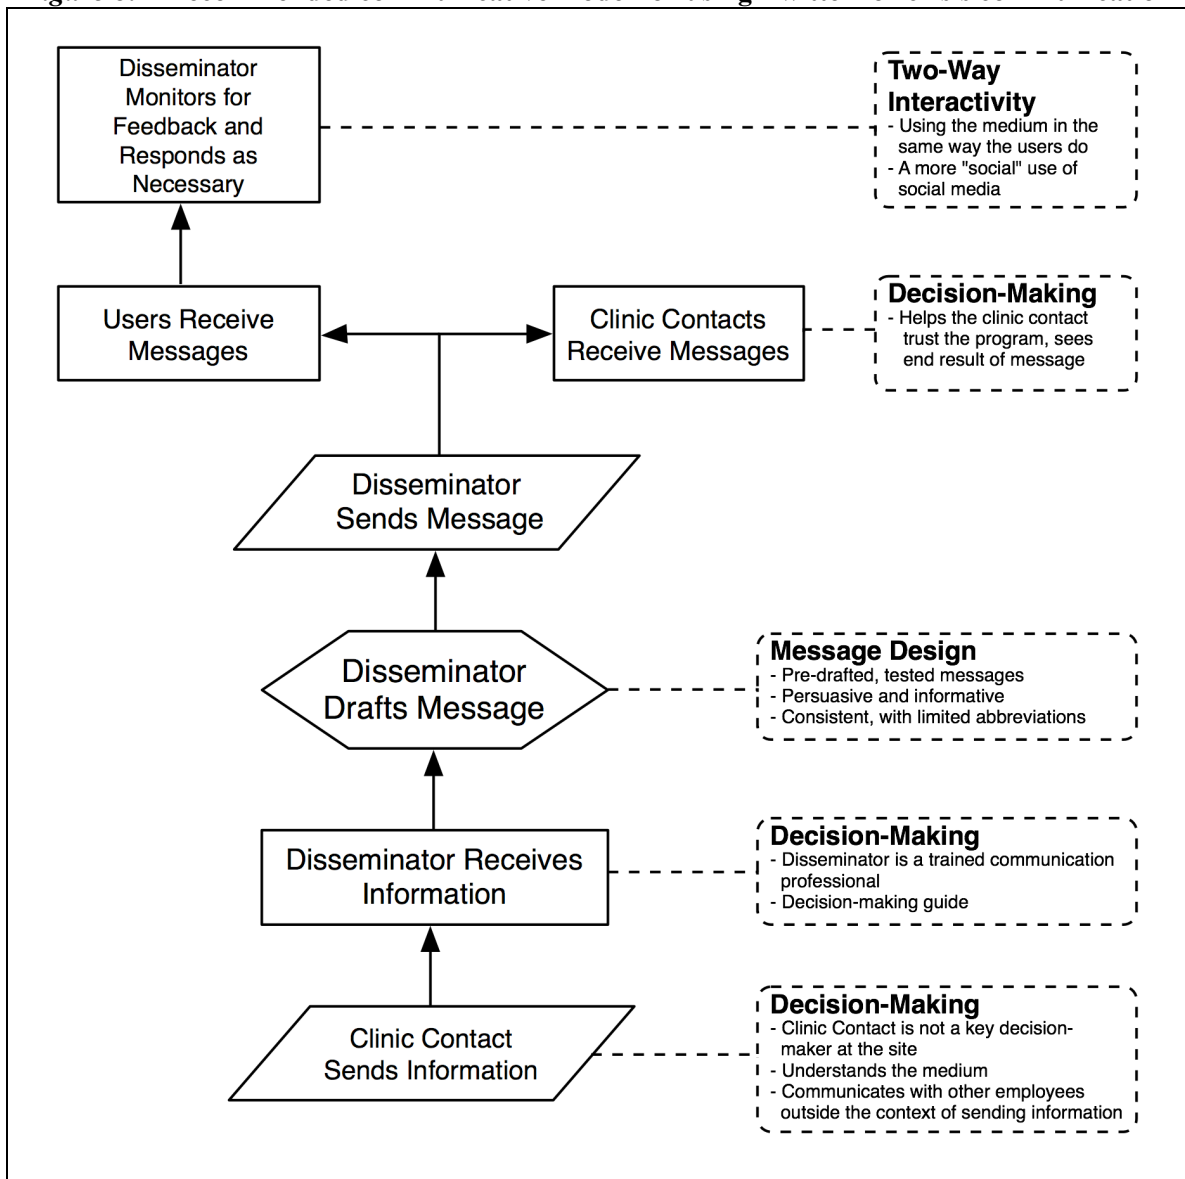 Disseminator
Monitors for
Feedback and
Responds as
Necessary
Two-Way
Interactivity
- Using the medium in the
same way the users do
- A more "social" use of
social media
Users Receive
Messages
Clinic Contacts
Receive Messages
Decision-Making
- Helps the clinic contact
trust the program, sees
end result of message
Disseminator
Sends Message
Disseminator
Drafts Message
Message Design
- Pre-drafted, tested messages
- Persuasive and informative
- Consistent, with limited abbreviations
Disseminator Receives
Information
Decision-Making
- Disseminator is a trained communication
professional
- Decision-making guide
Clinic Contact
Sends Information
Decision-Making
- Clinic Contact is not a key decision-
maker at the site
- Understands the medium
- Communicates with other employees
outside the context of sending information